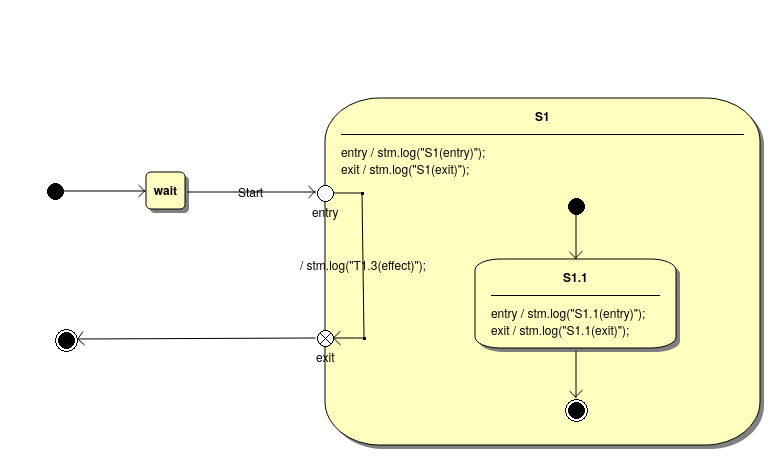 S1
entry / stm.log("S1(entry)");
exit / stm.log("S1(exit)");
wait
Start
entry
/ stm.log("T1.3(effect)");
S1.1
entry / stm.log("S1.1(entry)");
exit / stm.log("S1.1(exit)");
exit